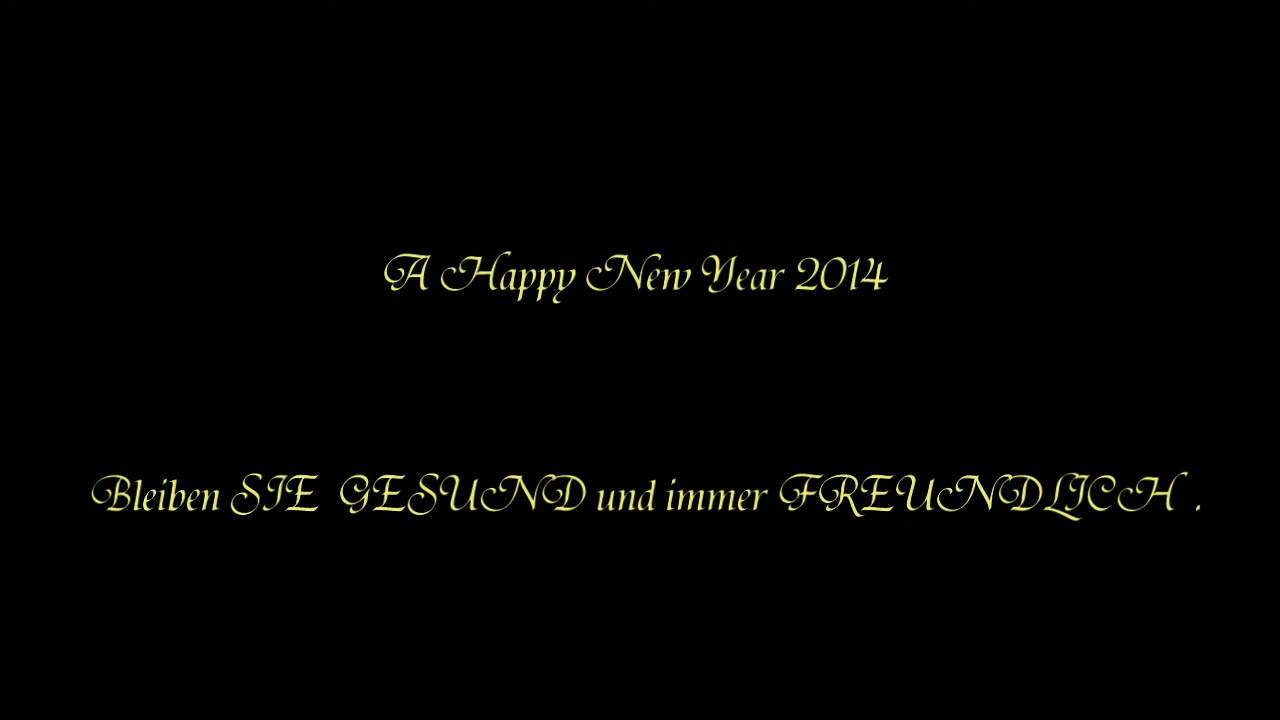 A Happy New Year 2014
Bleiben SIE GESUND und immer FREUNDLICH .